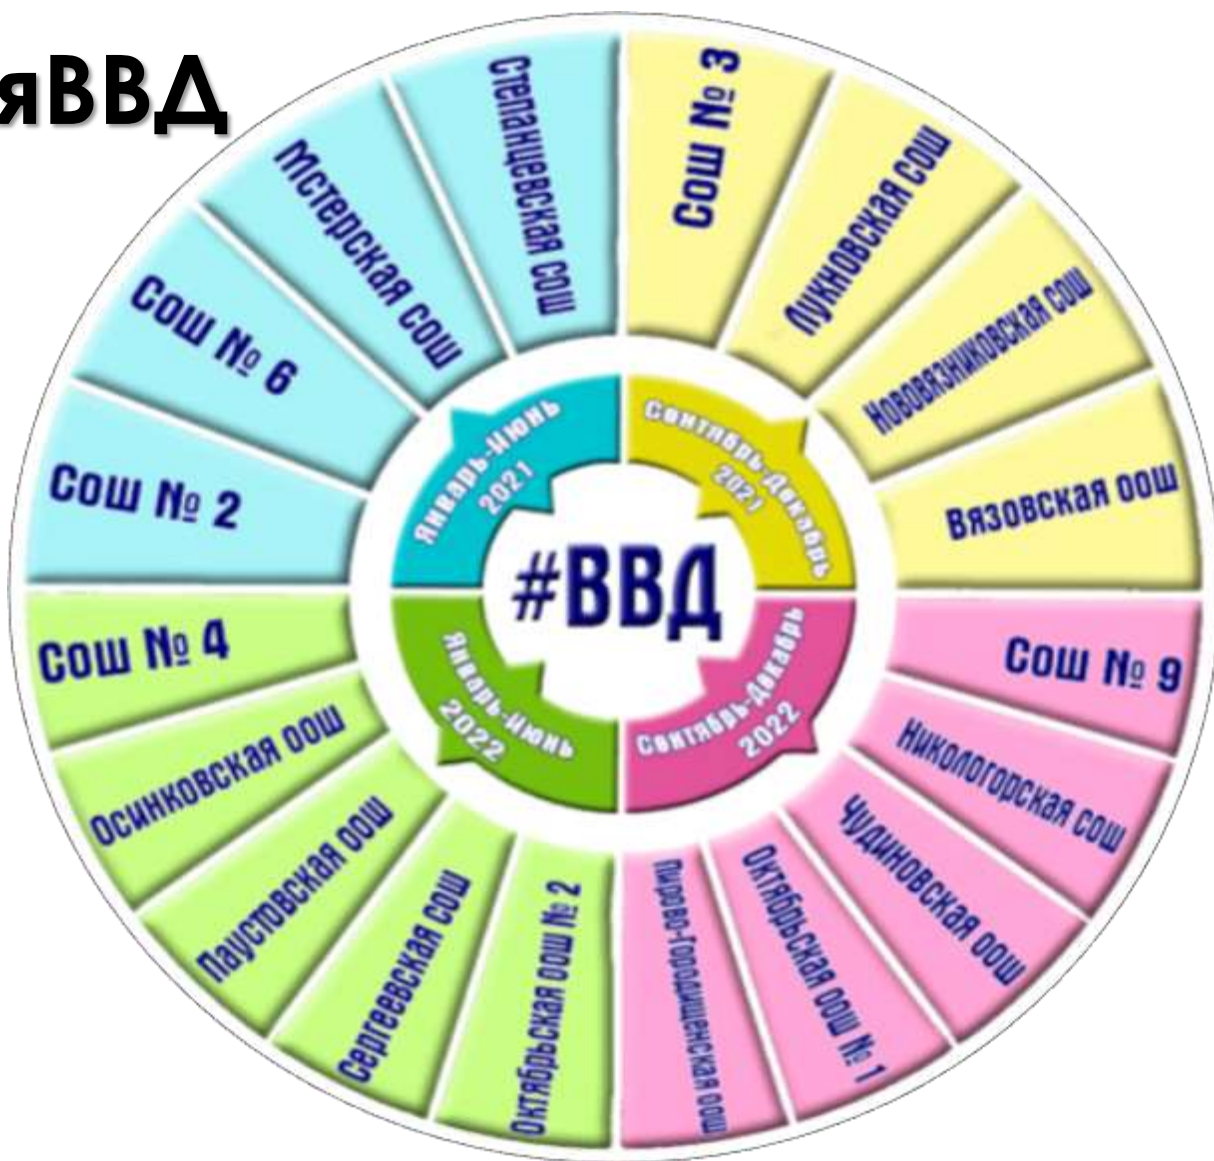 яВВД
Степанцевская сош
Мстерская сош
Сош № 6
Сош № 2
Сош № 3
Лукновская сош
Нововязниковская сош
Вязовская оош
Сош № 9
Никологорская сош
Чудиновская оош
Октябрьская оош № 1
Пирово-Городищенская оош
Октябрьская оош № 2
Сергеевская сош
Паустовская оош
Осинковская оош
Сош № 4
Январь-Июнь
2021
Сентябрь-Декабрь
2021
#ВВД
Январь-Июнь
2022
Сентябрь-Декабрь
2022